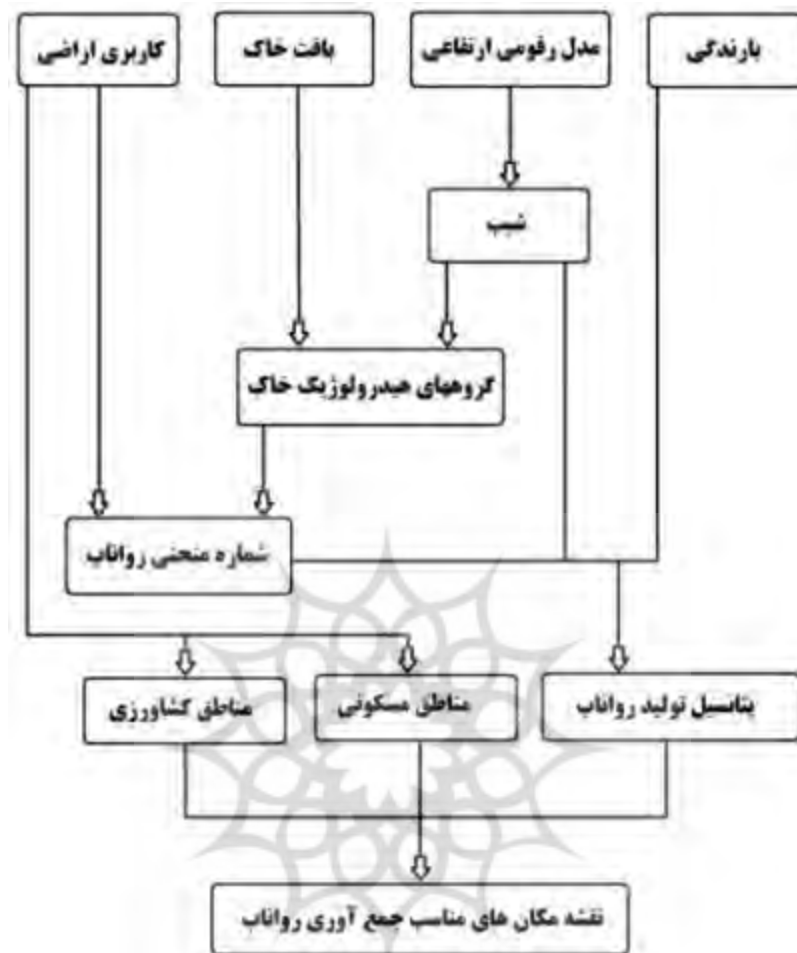 بارندگی
مدل رقومی ارتفاعی
بافت خاک
کاربری اراضی
شیب
گروههای هیدرولوژیک خاک
شماره منحنی رواناب
پتانسیل تولید رواناب
مناطق مسکونی
مناطق کشاورزی
نقشه مکان های مناسب جمع آوری رواناب